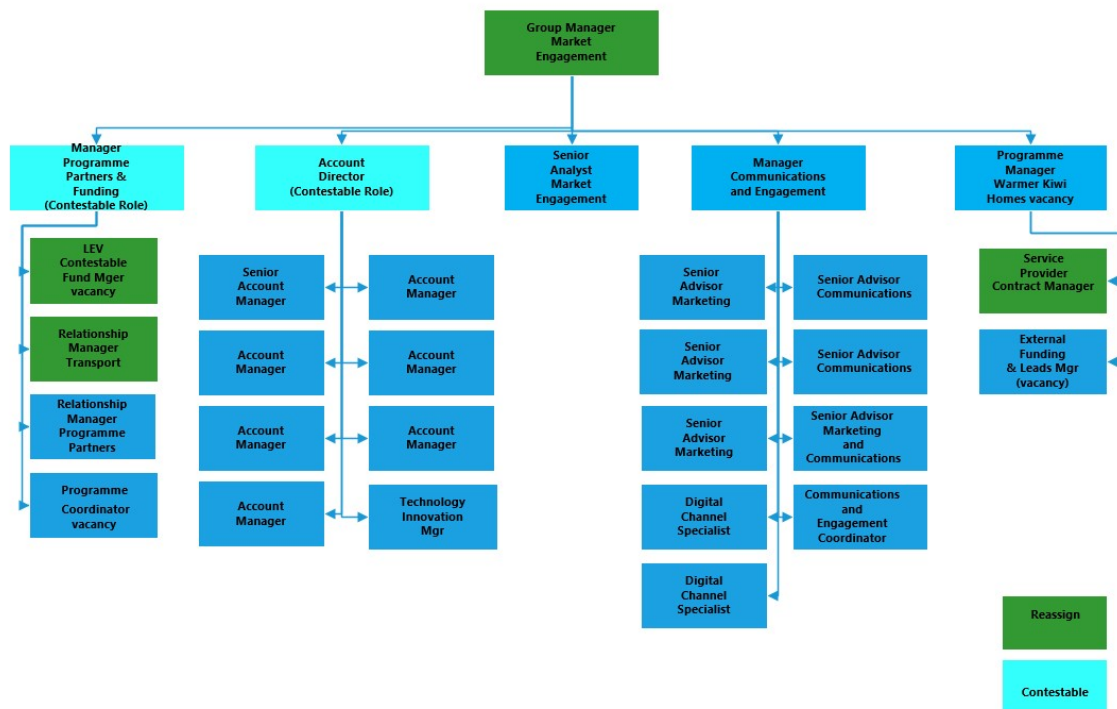 Group Manager
Market
Engagement
Manager
Programme
Partners &
Funding
(Contestable Role)
Account
Director
(Contestable Role)
Senior
Analyst
Market
Engagement
Manager
Communications
and Engagement
Programme
Manager
Warmer Kiwi
Homes vacancy
LEV
Contestable
Fund Mger
vacancy
Relationship
Manager
Transport
Relationship
Manager
Programme
Partners
Programme
Coordinator
vacancy
Senior
Account
Manager
Account
Manager
Account
Manager
Account
Manager
Account
Manager
Account
Manager
Account
Manager
Technology
Innovation
Mgr
Senior
Advisor
Marketing
Senior Advisor
Communications
Senior
Advisor
Marketing
Senior Advisor
Communications
Senior
Advisor
Marketing
Senior Advisor
Marketing
and
Communications
Digital
Channel
Specialist
Communications
and
Engagement
Coordinator
Digital
Channel
Specialist
Service
Provider
Contract Manager
External
Funding
& Leads Mgr
(vacancy)
Reassign
Contestable